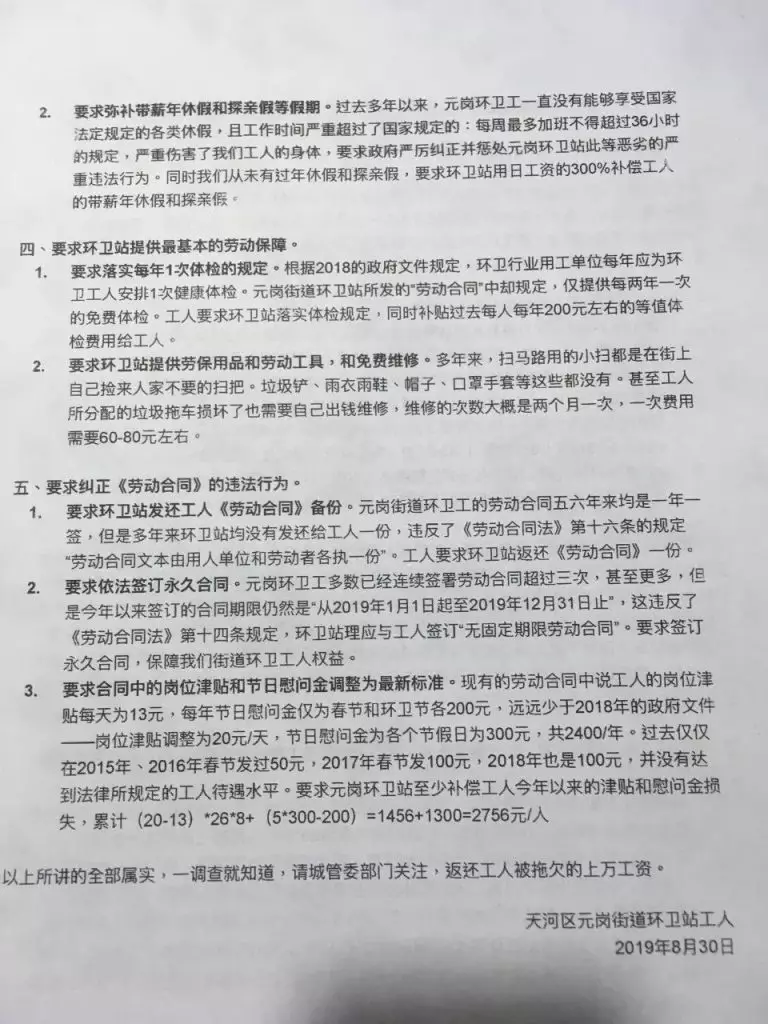 2. 要求弥补带薪年休假和探亲假等假期。过去多年以来，元岗环卫工一直没有能够享受国家
法定规定的各类休假，且工作时间严重超过了国家规定的：每周最多加班不得超过36小时
的规定，严重伤害了我们工人的身体，要求政府严厉纠正并惩处元岗环卫站此等恶劣的严
重违法行为。同时我们从未有过年休假和探亲假，要求环卫站用日工资的300%补偿工人
的带薪年休假和探亲假。
四、要求环卫站提供最基本的劳动保障。
1. 要求落实每年1次体检的规定。根据2018的政府文件规定，环卫行业用工单位每年应为环
卫工人安排1次健康体检。元岗街道环卫站所发的“劳动合同”中却规定，仅提供每两年一次
的免费体检。工人要求环卫站落实体检规定，同时补贴过去每人每年200元左右的等值体
检费用给工人。
2. 要求环卫站提供劳保用品和劳动工具，和免费维修。多年来，扫马路用的小扫都是在街上
自己捡来人家不要的扫把。垃圾铲、雨衣雨鞋、帽子、口罩手套等这些都没有。甚至工人
所分配的垃圾拖车损坏了也需要自己出钱维修，维修的次数大概是两个月一次，一次费用
需要60-80元左右。
五、要求纠正《劳动合同》的违法行为。
1. 要求环卫站发还工人《劳动合同》备份。元岗街道环卫工的劳动合同五六年来均是一年一
签，但是多年来环卫站均没有发还给工人一份，违反了《劳动合同法》第十六条的规定
“劳动合同文本由用人单位和劳动者各执一份”。工人要求环卫站返还《劳动合同》一份。
2. 要求依法签订永久合同。元岗环卫工多数已经连续签署劳动合同超过三次，甚至更多，但
是今年以来签订的合同期限仍然是“从2019年1月1日起至2019年12月31日止”，这违反了
《劳动合同法》第十四条规定，环卫站理应与工人签订“无固定期限劳动合同”。要求签订
永久合同，保障我们街道环卫工人权益。
3. 要求合同中的岗位津贴和节日慰问金调整为最新标准。现有的劳动合同中说工人的岗位津
贴每天为13元，每年节日慰问金仅为春节和环卫节各200元，远远少于2018年的政府文件
——岗位津贴调整为20元/天，节日慰问金为各个节假日为300元，共2400/年。过去仅仅
在2015年、2016年春节发过50元，2017年春节发100元，2018年也是100元，并没有达
到法律所规定的工人待遇水平。要求元岗环卫站至少补偿工人今年以来的津贴和慰问金损
失，累计（20-13）*26*8+（5*300-200）=1456+1300=2756元/人
以上所讲的全部属实，一调查就知道，请城管委部门关注，返还工人被拖欠的上万工资。
天河区元岗街道环卫站工人
2019年8月30日